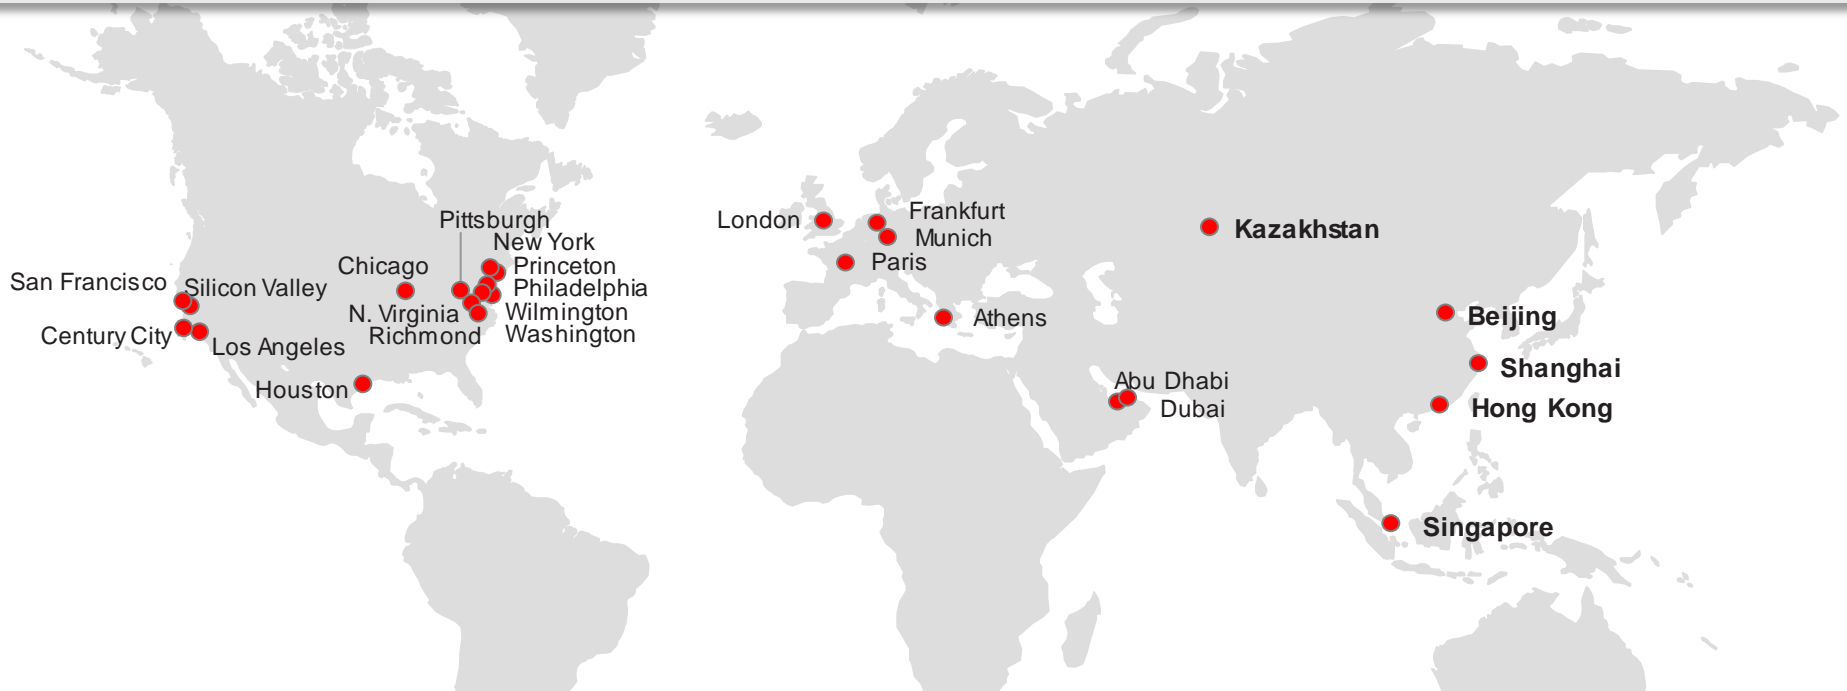 Pittsburgh
New York
Chicago
Princeton
San Francisco
Silicon Valley
Philadelphia
N. Virginia
Wilmington
Century City
Richmond
Washington
Los Angeles
Houston
London
Frankfurt
Munich
Paris
Athens
Abu Dhabi
Dubai
Kazakhstan
Beijing
Shanghai
Hong Kong
Singapore